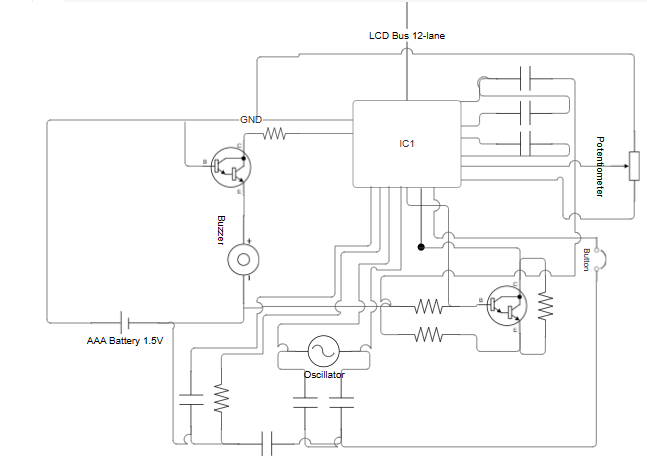 LCD Bus 12-lane
GND
IC1
C
B
E
Potentiometer
Buzzer
+
-
Button
C
B
E
AAA Battery 1.5V
Oscillator